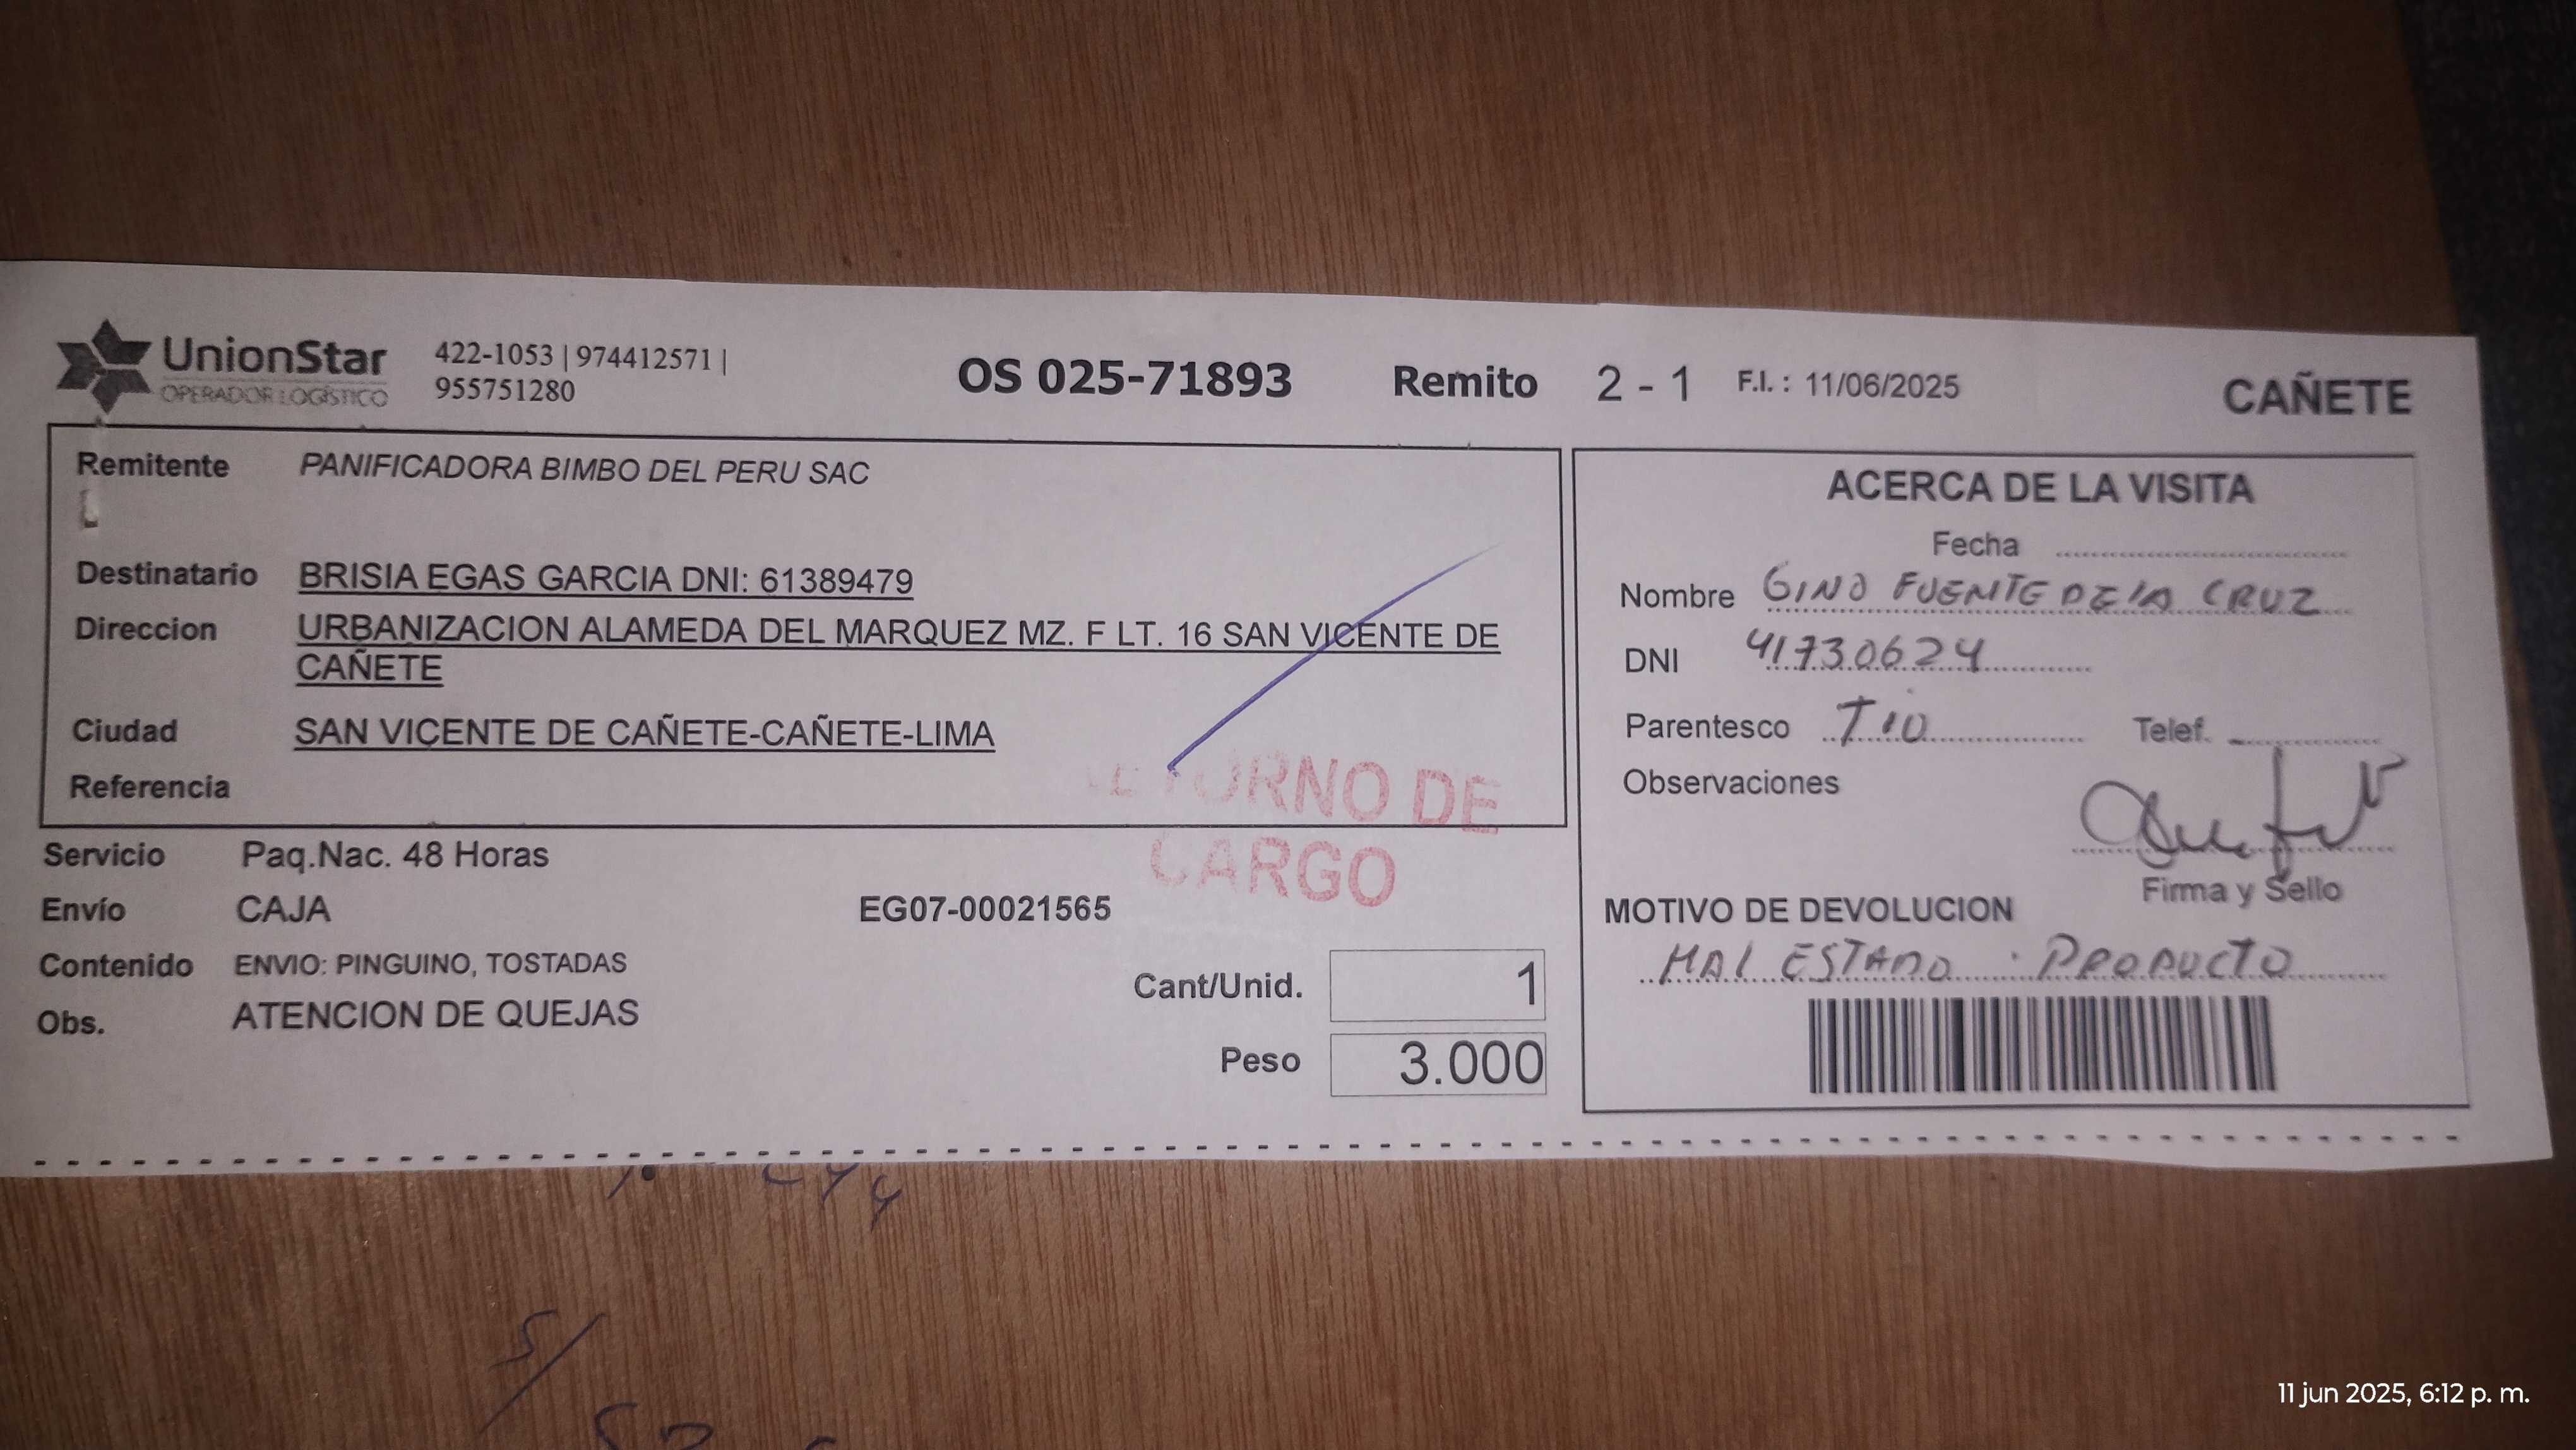 UnionStar
OPERADOR LOGÍSTICO
422-1053 | 974412571 |
955751280
OS 025-71893 Remito 2 - 1 F.I. : 11/06/2025 CAÑETE
Remitente PANIFICADORA BIMBO DEL PERU SAC
Destinatario BRISIA EGAS GARCIA DNI: 61389479
Direccion URBANIZACION ALAMEDA DEL MARQUEZ MZ. F LT. 16 SAN VICENTE DE
CAÑETE
Ciudad SAN VICENTE DE CAÑETE-CAÑETE-LIMA
Referencia
RETORNO DE
CARGO
Servicio Paq.Nac. 48 Horas
Envío CAJA EG07-00021565
Contenido ENVIO: PINGUINO, TOSTADAS
Cant/Unid. 1
Obs. ATENCION DE QUEJAS
Peso 3.000
ACERCA DE LA VISITA
Fecha
Nombre GINO FUENTE DE LA CRUZ
DNI 41730624
Parentesco TIO Telef.
Observaciones
Firma y Sello
MOTIVO DE DEVOLUCION
MAL ESTADO PRODUCTO
S/
11 jun 2025, 6:12 p. m.